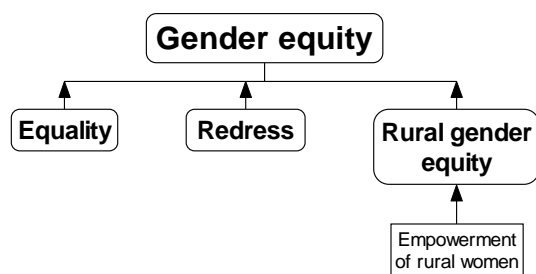 Gender equity
Equality
Redress
Rural gender
equity
Empowerment
of rural women